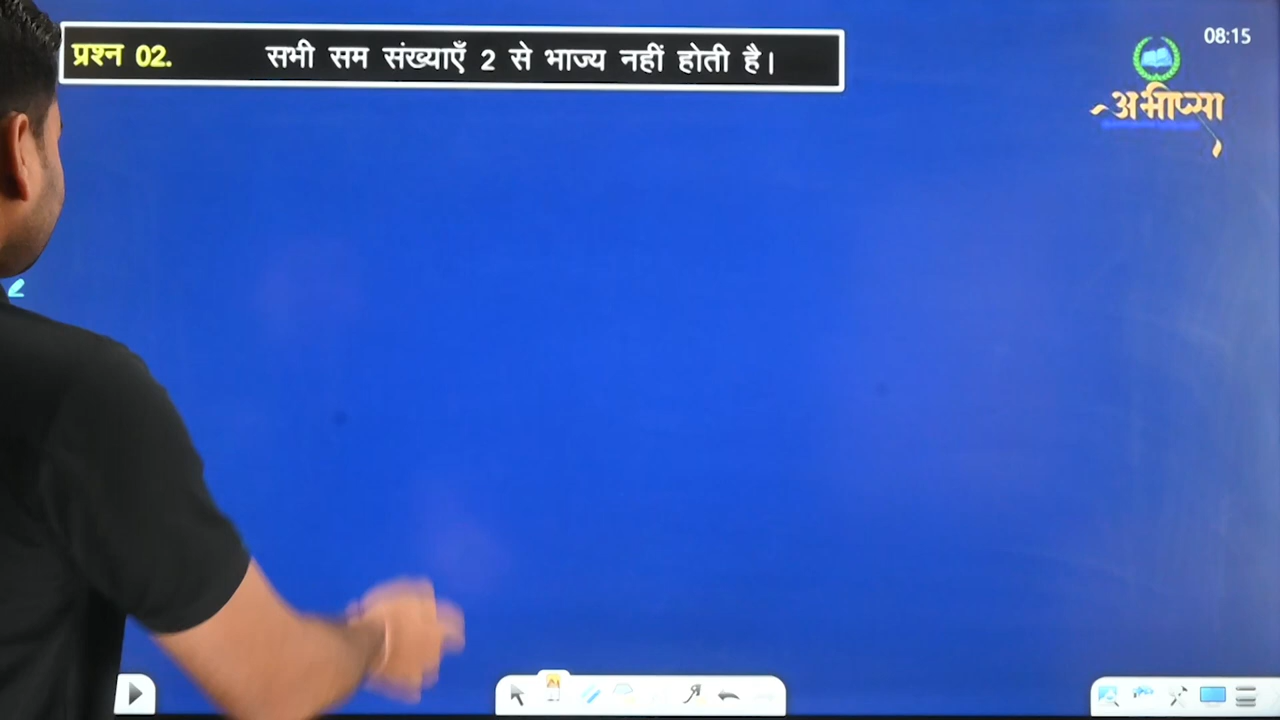 प्रश्न 02. सभी सम संख्याएँ 2 से भाज्य नहीं होती है।
08:15
अभीप्सा